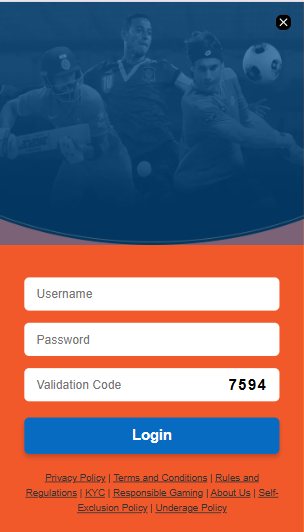 Username
Password
Validation Code 7594
Login
Privacy Policy | Terms and Conditions | Rules and
Regulations | KYC | Responsible Gaming | About Us | Self-
Exclusion Policy | Underage Policy